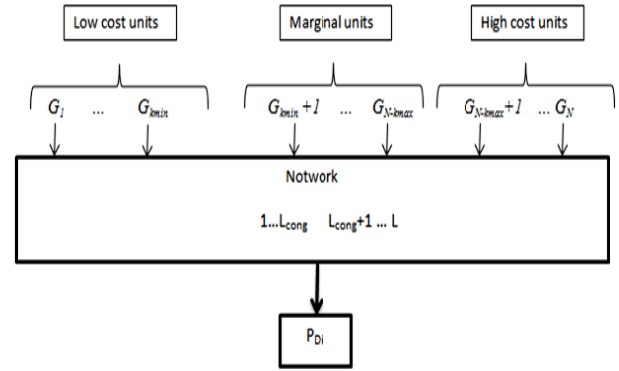 Low cost units Marginal units High cost units
G1 ... Gkmin Gkmin+1 ... GN-kmax GN-kmax+1 ... GN
Notwork
1...Lcong Lcong+1 ... L
PDi